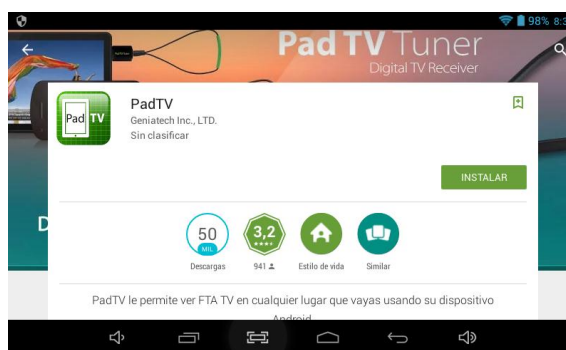 98% 8:3
Pad TV Tuner
Digital TV Receiver
Pad TV
PadTV
Geniatech Inc., LTD.
Sin clasificar
INSTALAR
D
50
MIL
3,2
Descargas
941
Estilo de vida
Similar
PadTV le permite ver FTA TV en cualquier lugar que vayas usando su dispositivo
Android